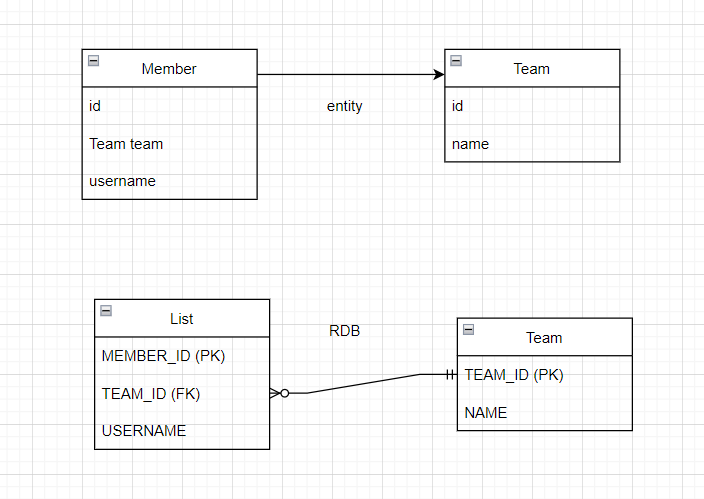 Member
id
Team team
username
entity
Team
id
name
List
MEMBER_ID (PK)
TEAM_ID (FK)
USERNAME
RDB
Team
TEAM_ID (PK)
NAME